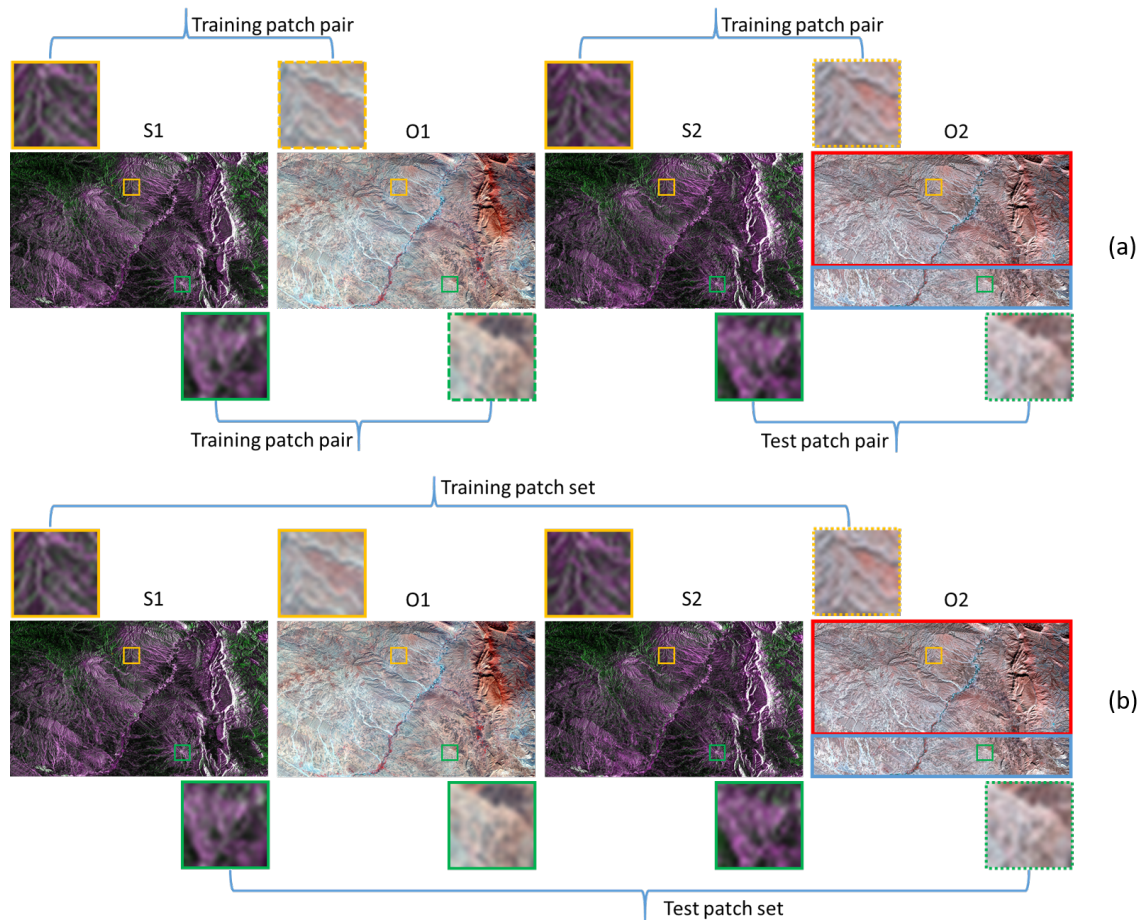 Training patch pair
Training patch pair
S1
O1
S2
O2
(a)
Training patch pair
Test patch pair
Training patch set
S1
O1
S2
O2
(b)
Test patch set